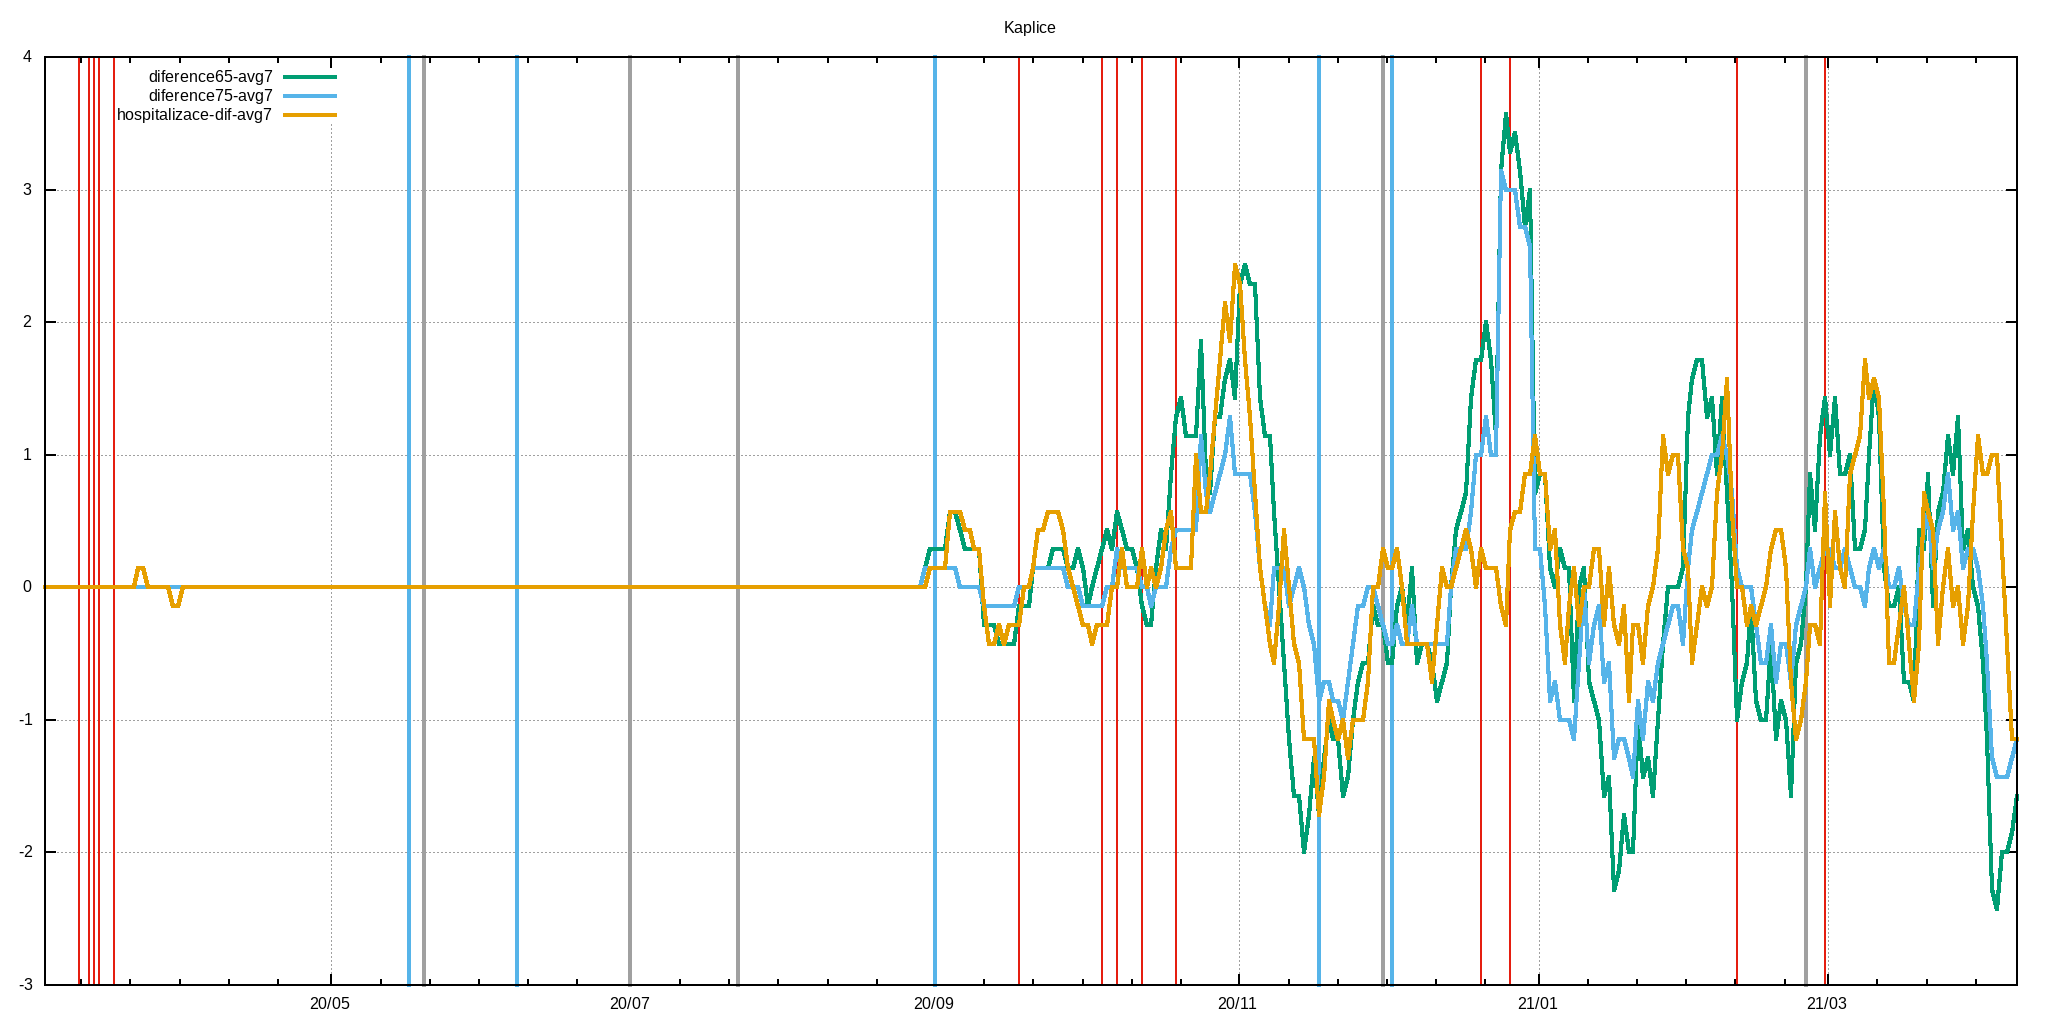 Kaplice
4
diference65-avg7
diference75-avg7
hospitalizace-dif-avg7
3
2
1
0
-1
-2
-3
20/05 20/07 20/09 20/11 21/01 21/03